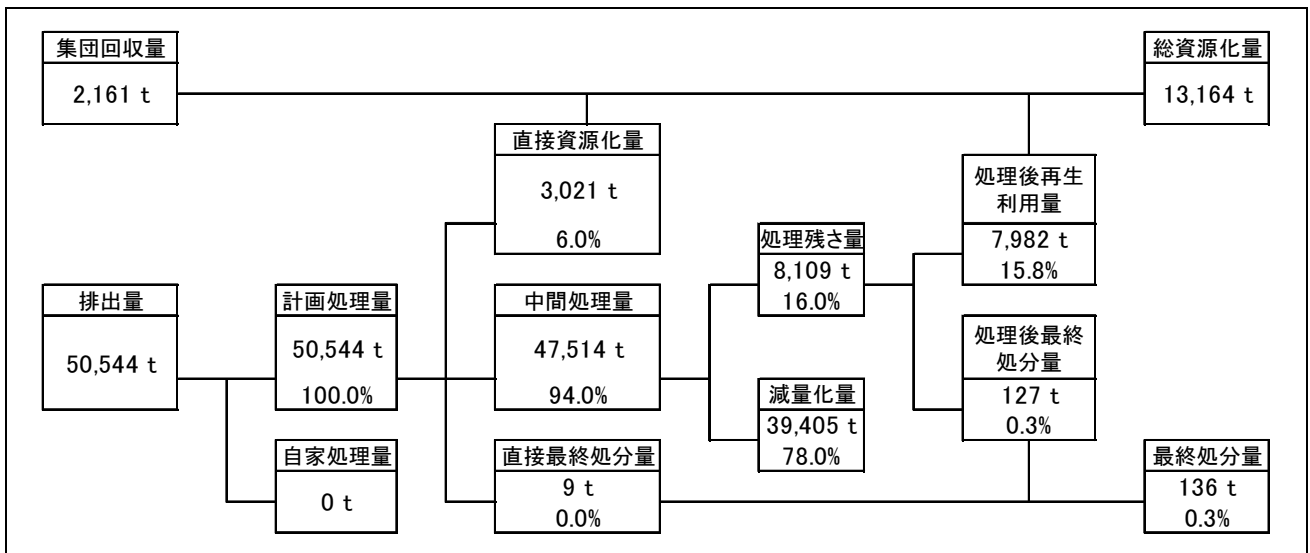 集団回収量
2,161 t
総資源化量
13,164 t
直接資源化量
3,021 t
6.0%
処理後再生
利用量
7,982 t
15.8%
処理残さ量
8,109 t
16.0%
排出量
50,544 t
計画処理量
50,544 t
100.0%
中間処理量
47,514 t
94.0%
処理後最終
処分量
127 t
0.3%
減量化量
39,405 t
78.0%
自家処理量
0 t
直接最終処分量
9 t
0.0%
最終処分量
136 t
0.3%